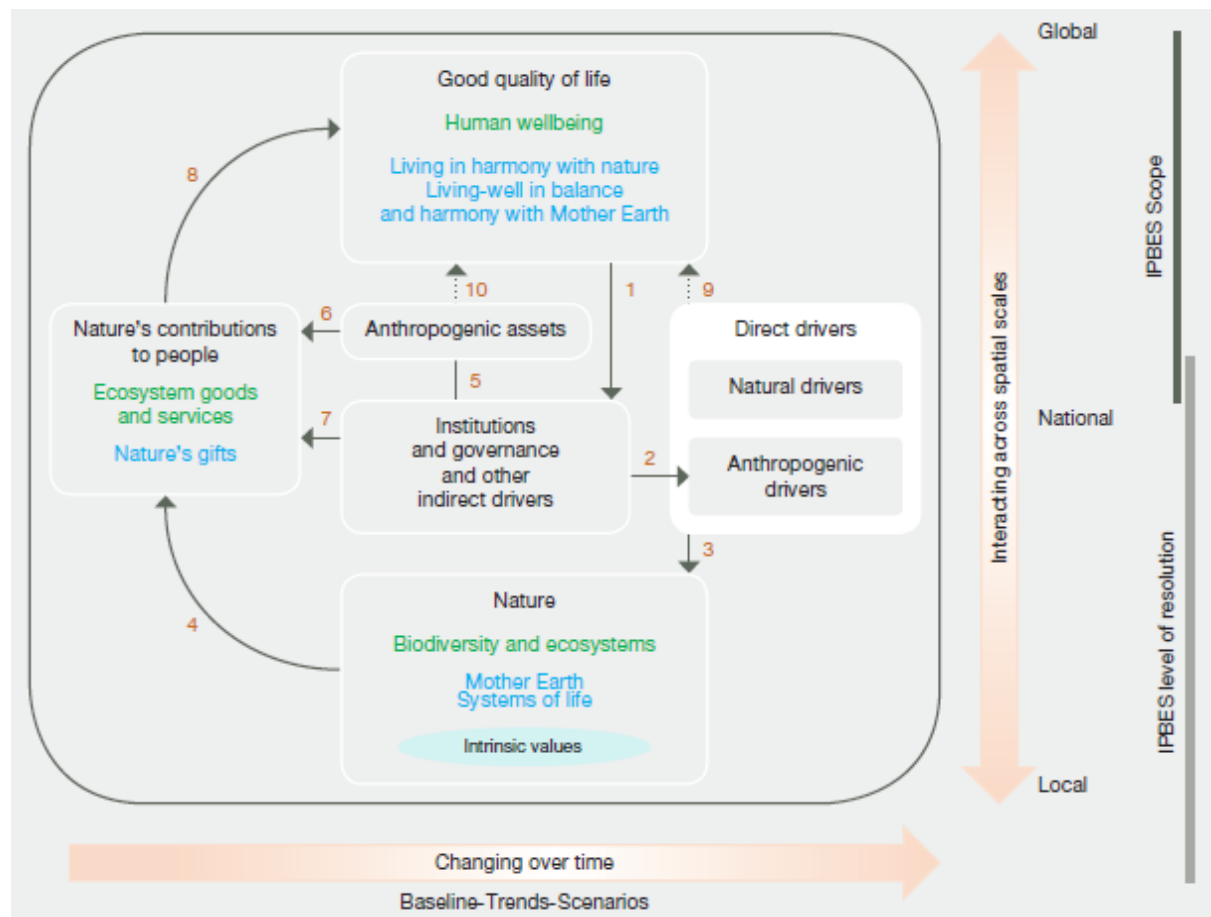 Good quality of life
Human wellbeing
Living in harmony with nature
Living-well in balance
and harmony with Mother Earth
8
10
1
9
Nature's contributions
to people
Ecosystem goods
and services
Nature's gifts
6
Anthropogenic assets
5
7
Institutions
and governance
and other
indirect drivers
2
Direct drivers
Natural drivers
Anthropogenic
drivers
3
4
Nature
Biodiversity and ecosystems
Mother Earth
Systems of life
Intrinsic values
Changing over time
Baseline-Trends-Scenarios
Interacting across spatial scales
Global
National
Local
IPBES Scope
IPBES level of resolution